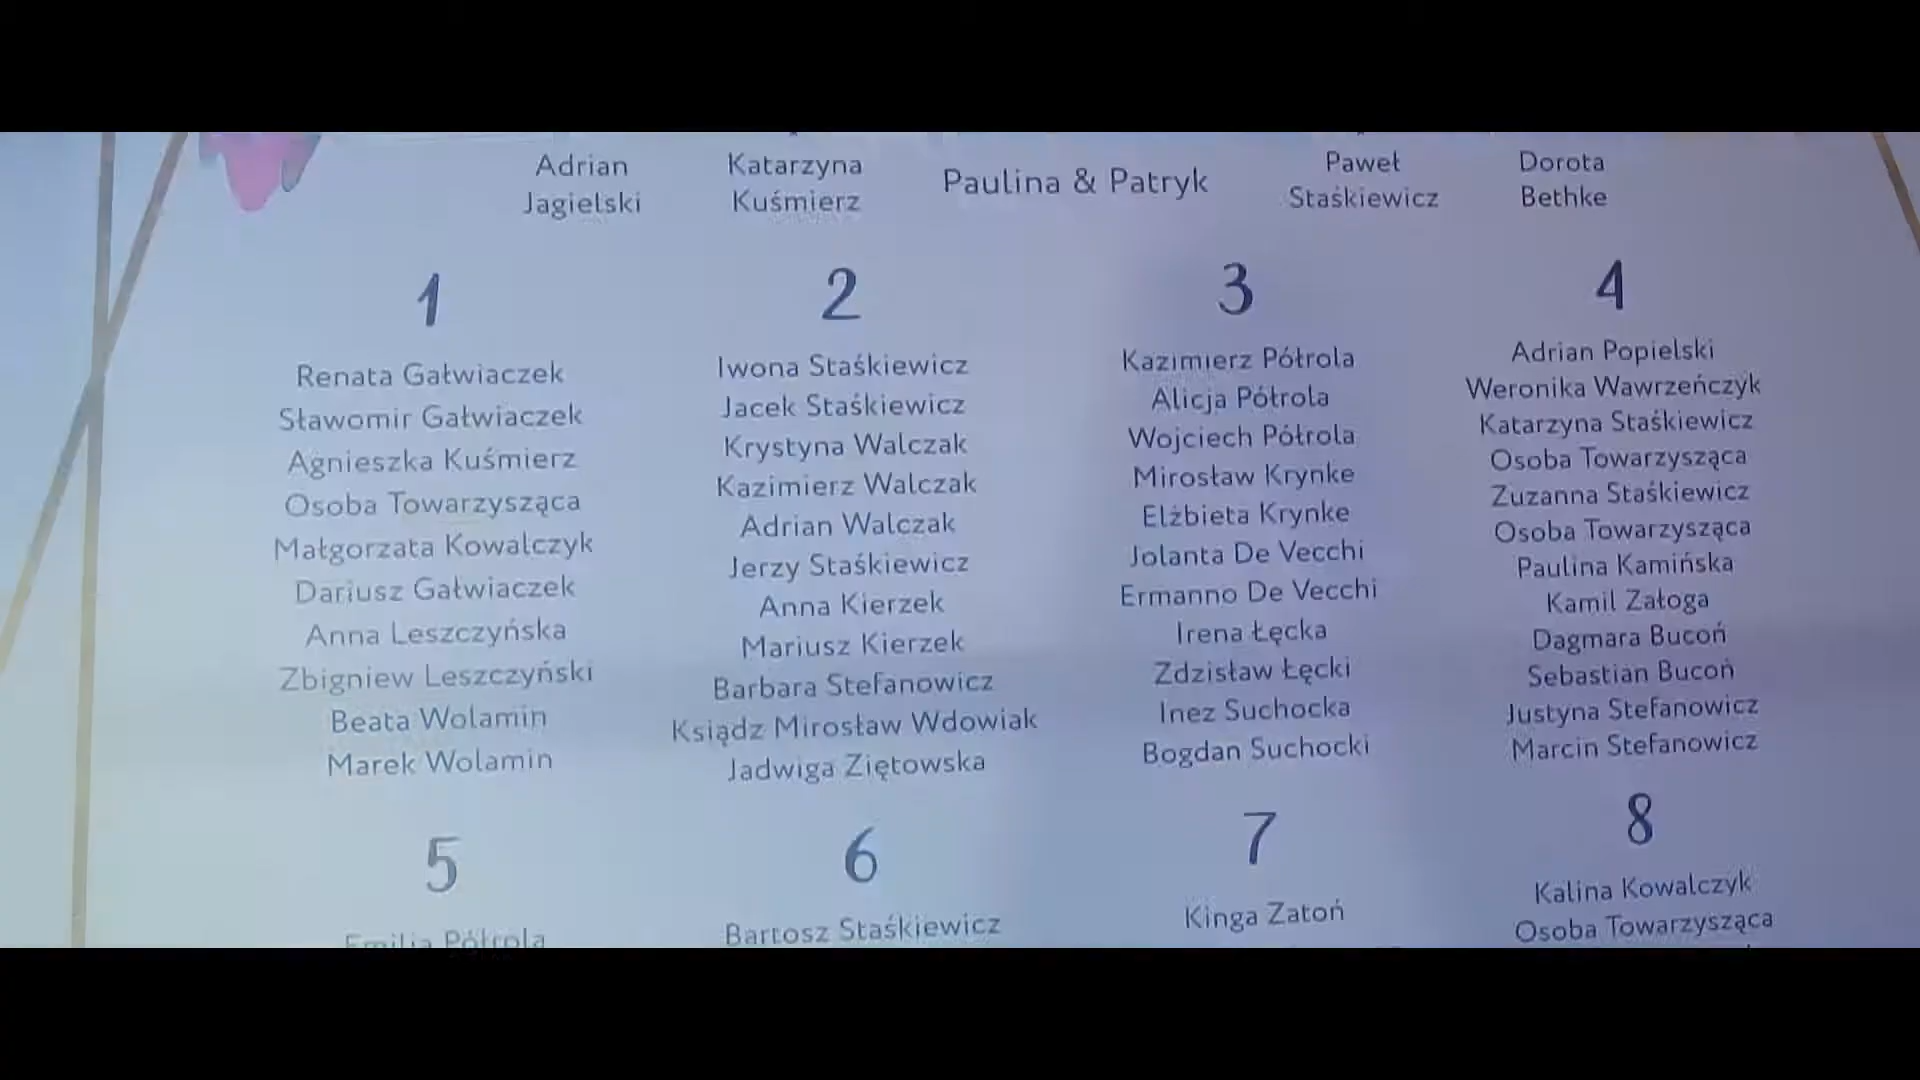 Adrian
Jagielski
Katarzyna
Kuśmierz
Paulina & Patryk
Paweł
Staśkiewicz
Dorota
Bethke
1
Renata Gałwiaczek
Sławomir Gałwiaczek
Agnieszka Kuśmierz
Osoba Towarzysząca
Małgorzata Kowalczyk
Dariusz Gałwiaczek
Anna Leszczyńska
Zbigniew Leszczyński
Beata Wolamin
Marek Wolamin
2
Iwona Staśkiewicz
Jacek Staśkiewicz
Krystyna Walczak
Kazimierz Walczak
Adrian Walczak
Jerzy Staśkiewicz
Anna Kierzek
Mariusz Kierzek
Barbara Stefanowicz
Ksiądz Mirosław Wdowiak
Jadwiga Ziętowska
3
Kazimierz Półrola
Alicja Półrola
Wojciech Półrola
Mirosław Krynke
Elżbieta Krynke
Jolanta De Vecchi
Ermanno De Vecchi
Irena Łęcka
Zdzisław Łęcki
Inez Suchocka
Bogdan Suchocki
4
Adrian Popielski
Weronika Wawrzeńczyk
Katarzyna Staśkiewicz
Osoba Towarzysząca
Zuzanna Staśkiewicz
Osoba Towarzysząca
Paulina Kamińska
Kamil Załoga
Dagmara Bucoń
Sebastian Bucoń
Justyna Stefanowicz
Marcin Stefanowicz
5
Emilia Półrola
6
Bartosz Staśkiewicz
7
Kinga Zatoń
8
Kalina Kowalczyk
Osoba Towarzysząca